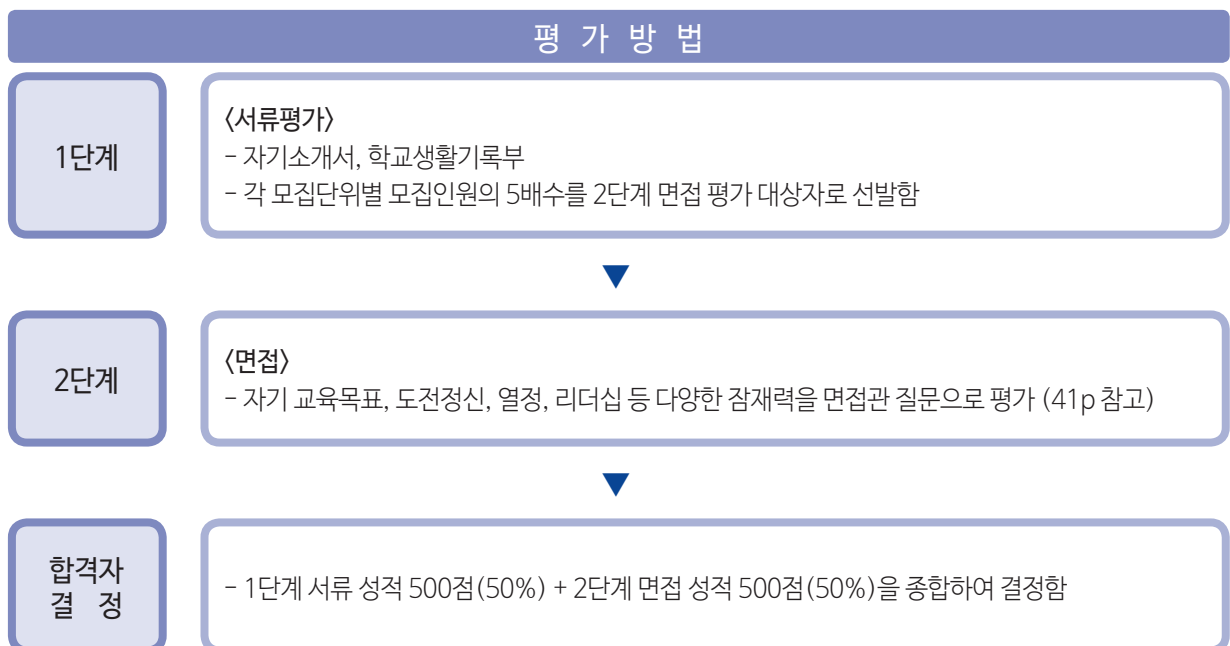 평 가 방 법
1단계
〈서류평가〉
- 자기소개서, 학교생활기록부
- 각 모집단위별 모집인원의 5배수를 2단계 면접 평가 대상자로 선발함
2단계
〈면접〉
- 자기 교육목표, 도전정신, 열정, 리더십 등 다양한 잠재력을 면접관 질문으로 평가 (41p 참고)
합격자
결 정
- 1단계 서류 성적 500점(50%) + 2단계 면접 성적 500점(50%)을 종합하여 결정함